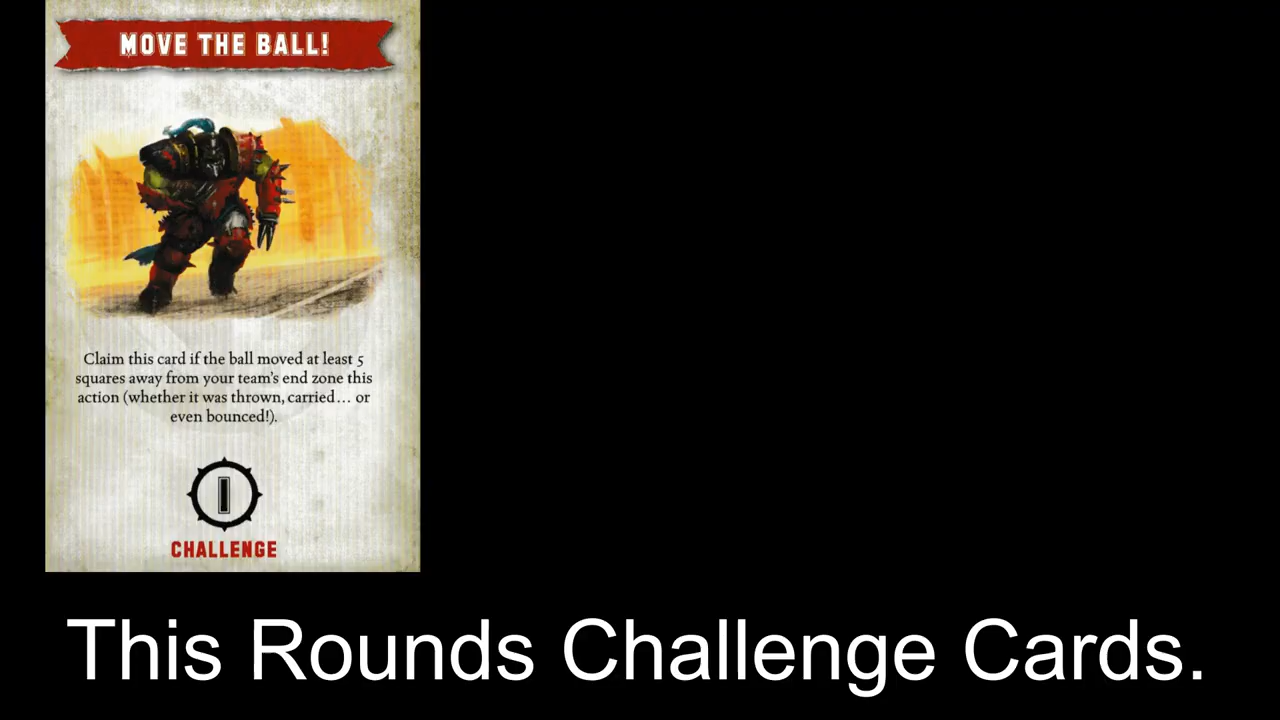 MOVE THE BALL!
Claim this card if the ball moved at least 5
squares away from your team's end zone this
action (whether it was thrown, carried... or
even bounced!).
1
CHALLENGE
This Rounds Challenge Cards.